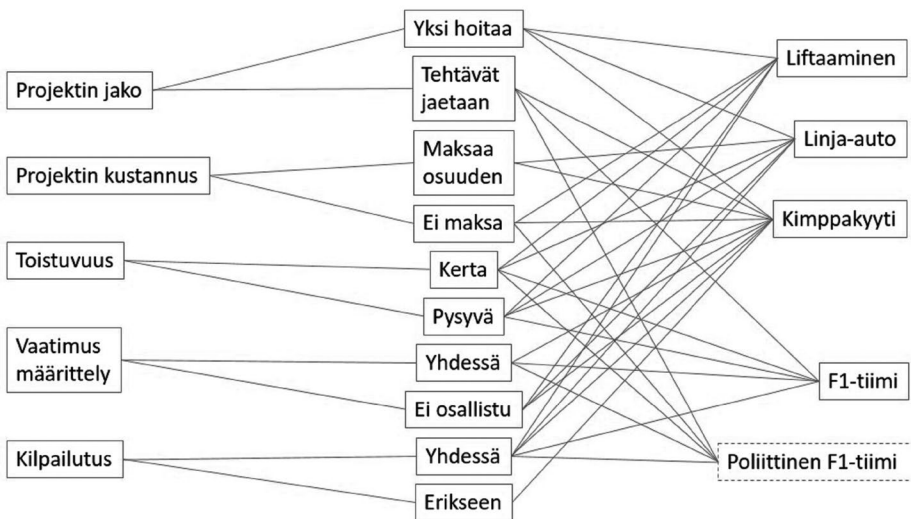 Projektin jako
Projektin kustannus
Toistuvuus
Vaatimus
määrittely
Kilpailutus
Yksi hoitaa
Tehtävät
jaetaan
Maksaa
osuuden
Ei maksa
Kerta
Pysyvä
Yhdessä
Ei osallistu
Yhdessä
Erikseen
Liftaaminen
Linja-auto
Kimppakyyti
F1-tiimi
Poliittinen F1-tiimi